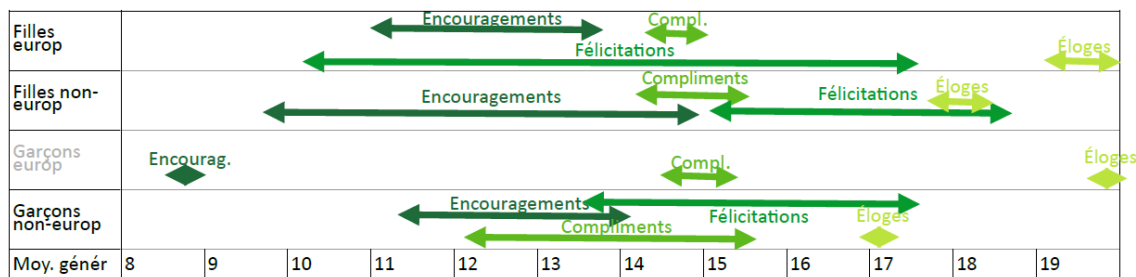 Filles europ
Encouragements
Compl.
Félicitations
Éloges
Filles non-europ
Encouragements
Compliments
Félicitations
Éloges
Garçons europ
Encourag.
Compl.
Éloges
Garçons non-europ
Encouragements
Compliments
Félicitations
Éloges
Moy. génér 8 9 10 11 12 13 14 15 16 17 18 19